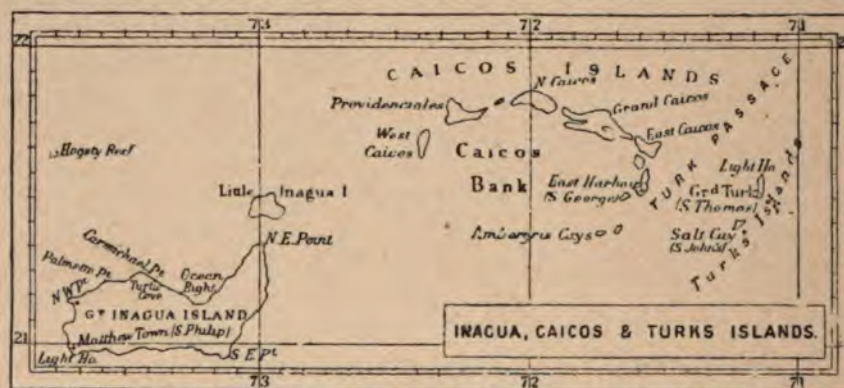 73
72
71
22
22
CAICOS ISLANDS
N Caicos
Providenciales
Grand Caicos
TURK PASSAGE
East Caicos
West
Caicos
Caicos
Bank
Hogsty Reef
Light Ho
Little Inagua I
East Harbour
(S George)
Grd Turk
(S Thomas)
Ambergris Cays
Salt Cay
(S John's)
Turks Islands
N.E. Point
Carmichael Pt
Palmetto Pt
Ocean
Bight
Turtle
Cove
N W Pt
Gt INAGUA ISLAND
Matthew Town (S. Philip)
INAGUA, CAICOS & TURKS ISLANDS.
21
21
Light Ho
S E Pt
73
72
71